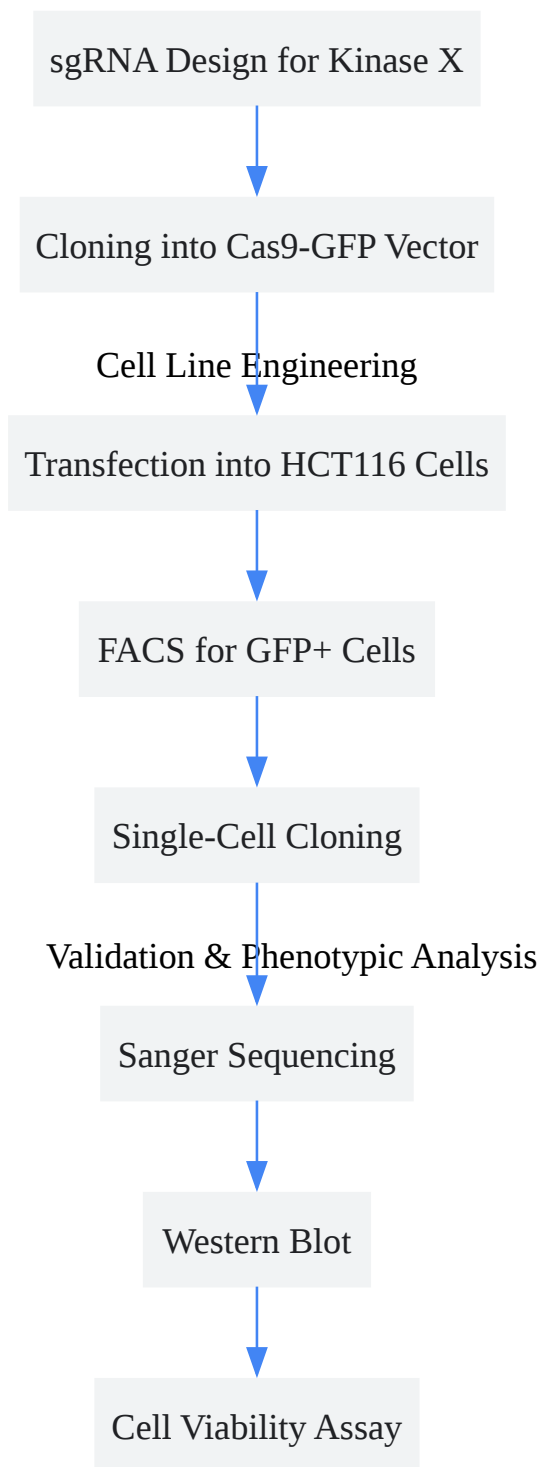 sgRNA Design for Kinase X
Cloning into Cas9-GFP Vector
Cell Line Engineering
Transfection into HCT116 Cells
FACS for GFP+ Cells
Single-Cell Cloning
Validation & Phenotypic Analysis
Sanger Sequencing
Western Blot
Cell Viability Assay